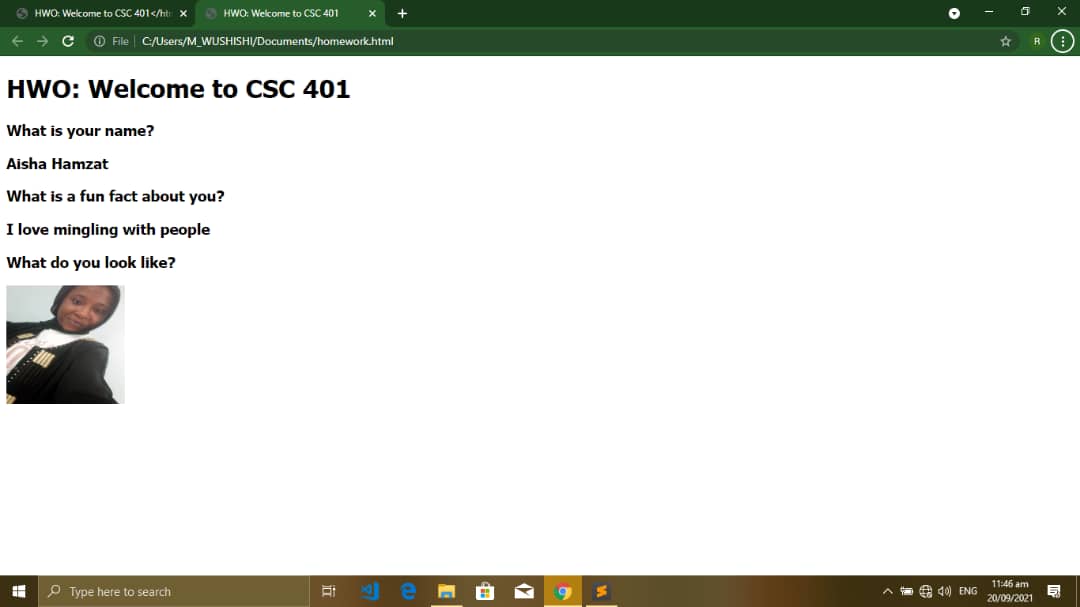 HWO: Welcome to CSC 401</ht
HWO: Welcome to CSC 401
File
C:/Users/M_WUSHISHI/Documents/homework.html
R
HWO: Welcome to CSC 401
What is your name?
Aisha Hamzat
What is a fun fact about you?
I love mingling with people
What do you look like?
Type here to search
ENG
11:46 am
20/09/2021